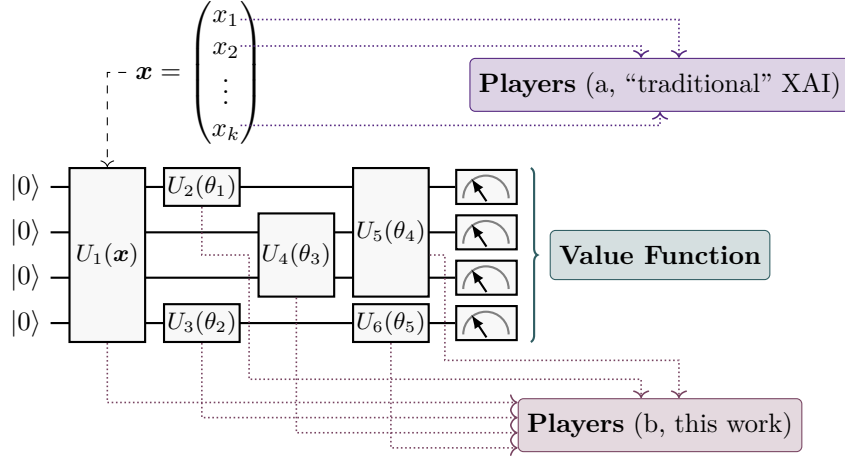 x = (x₁
x₂
⋮
xₖ)
Players (a, “traditional” XAI)
|0⟩ U₁(x) U₂(θ₁) U₅(θ₄)
|0⟩ U₄(θ₃)
|0⟩
|0⟩ U₃(θ₂) U₆(θ₅)
Value Function
Players (b, this work)